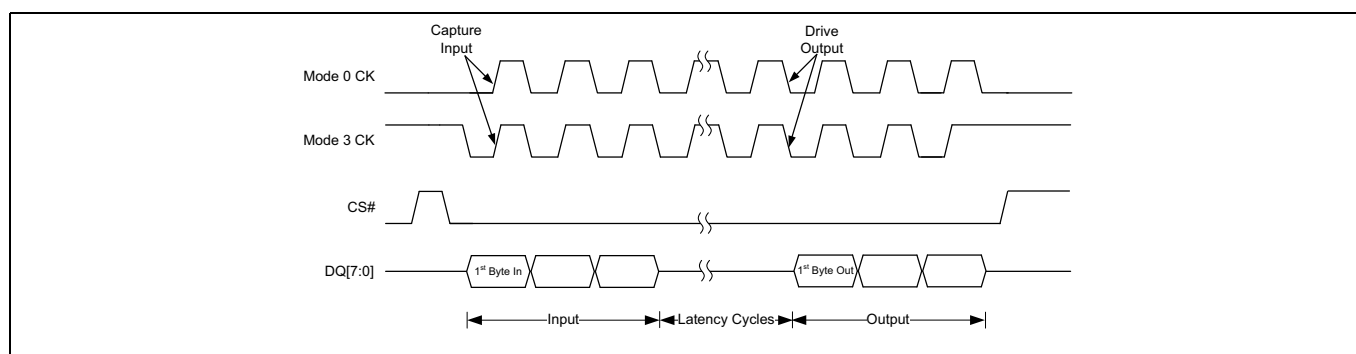 Capture
Input
Drive
Output
Mode 0 CK
Mode 3 CK
CS#
DQ[7:0]
1st Byte In
1st Byte Out
Input
Latency Cycles
Output